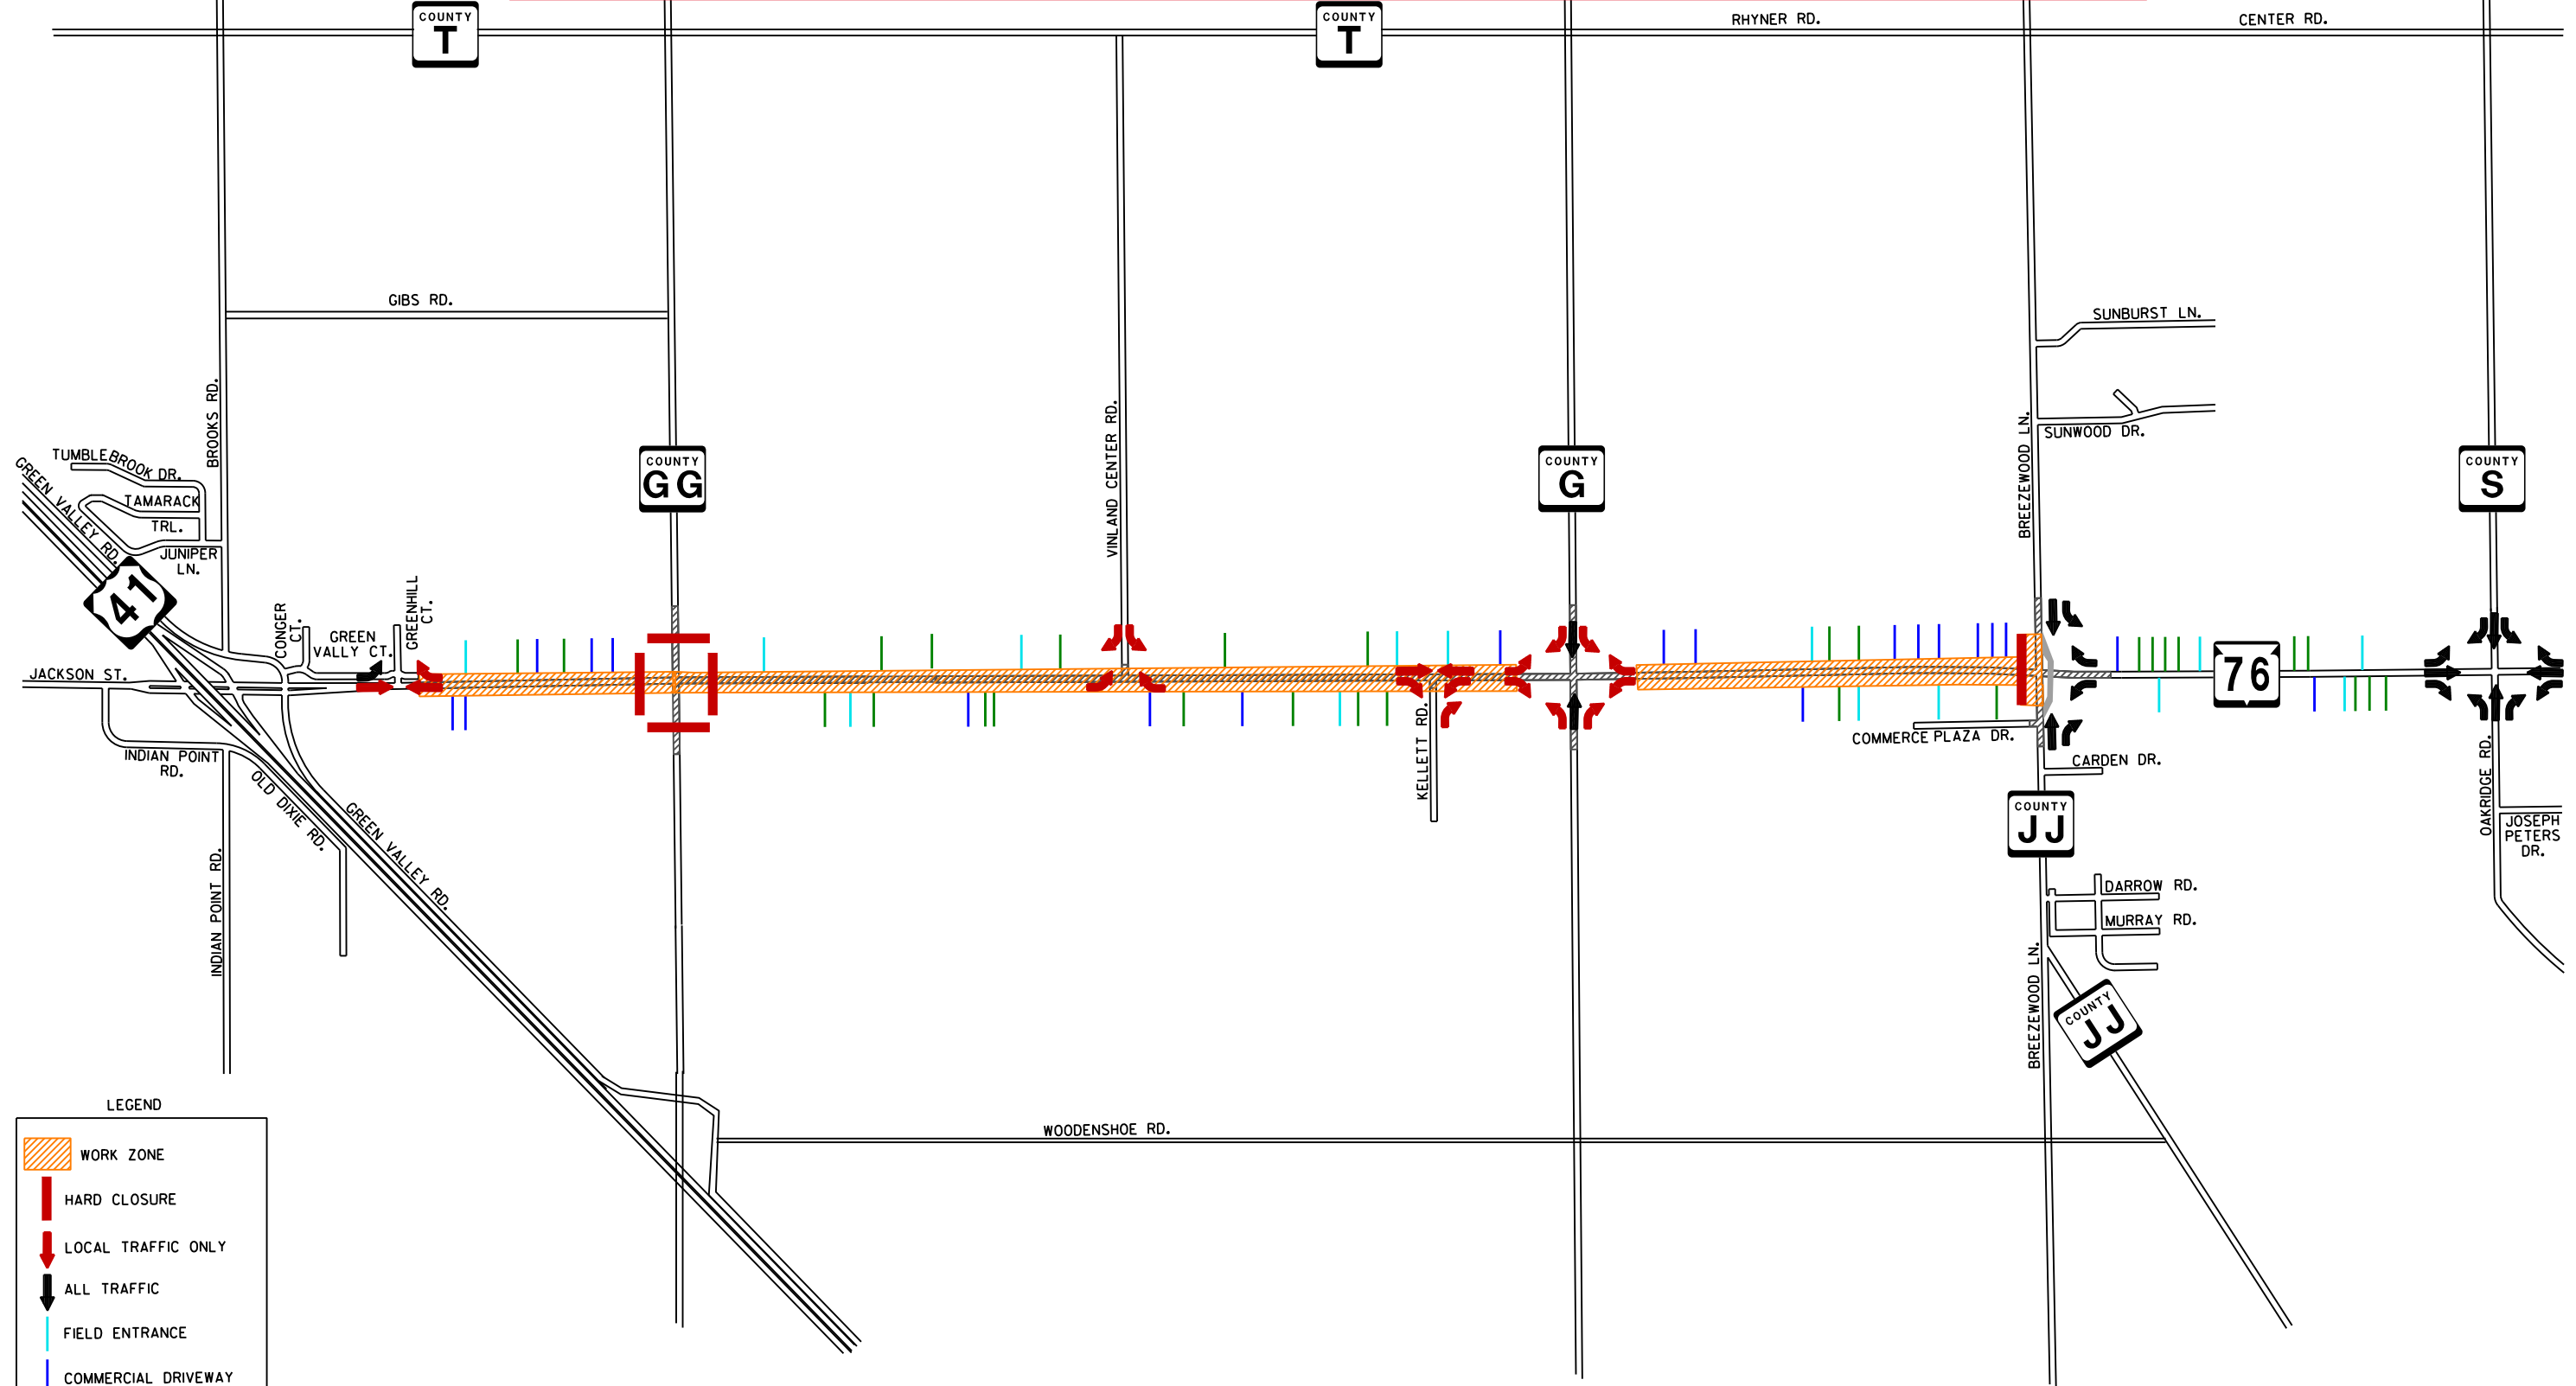 COUNTY
T
COUNTY
T
RHYNER RD.
CENTER RD.
GIBS RD.
SUNBURST LN.
BROOKS RD.
VINLAND CENTER RD.
BREEZEWOOD LN.
SUNWOOD DR.
TUMBLEBROOK DR.
GREEN VALLEY RD.
TAMARACK
TRL.
JUNIPER
LN.
COUNTY
GG
COUNTY
G
COUNTY
S
41
CONGER
CT.
GREEN
VALLY CT.
GREENHILL
CT.
JACKSON ST.
76
INDIAN POINT
RD.
OLD DIXIE RD.
GREEN VALLEY RD.
INDIAN POINT RD.
KELLETT RD.
COMMERCE PLAZA DR.
CARDEN DR.
COUNTY
JJ
OAKRIDGE RD.
JOSEPH
PETERS
DR.
DARROW RD.
MURRAY RD.
BREEZEWOOD LN.
COUNTY
JJ
WOODENSHOE RD.
LEGEND
WORK ZONE
HARD CLOSURE
LOCAL TRAFFIC ONLY
ALL TRAFFIC
FIELD ENTRANCE
COMMERCIAL DRIVEWAY